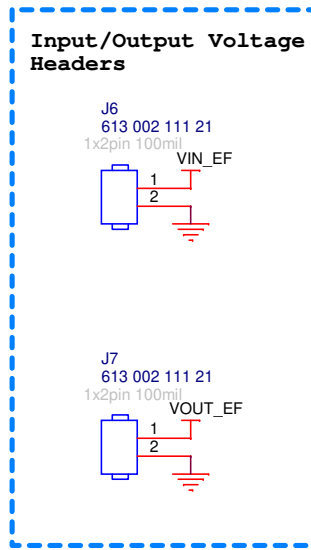 Input/Output Voltage
Headers
J6
613 002 111 21
1x2pin 100mil
VIN_EF
1
2
J7
613 002 111 21
1x2pin 100mil
VOUT_EF
1
2